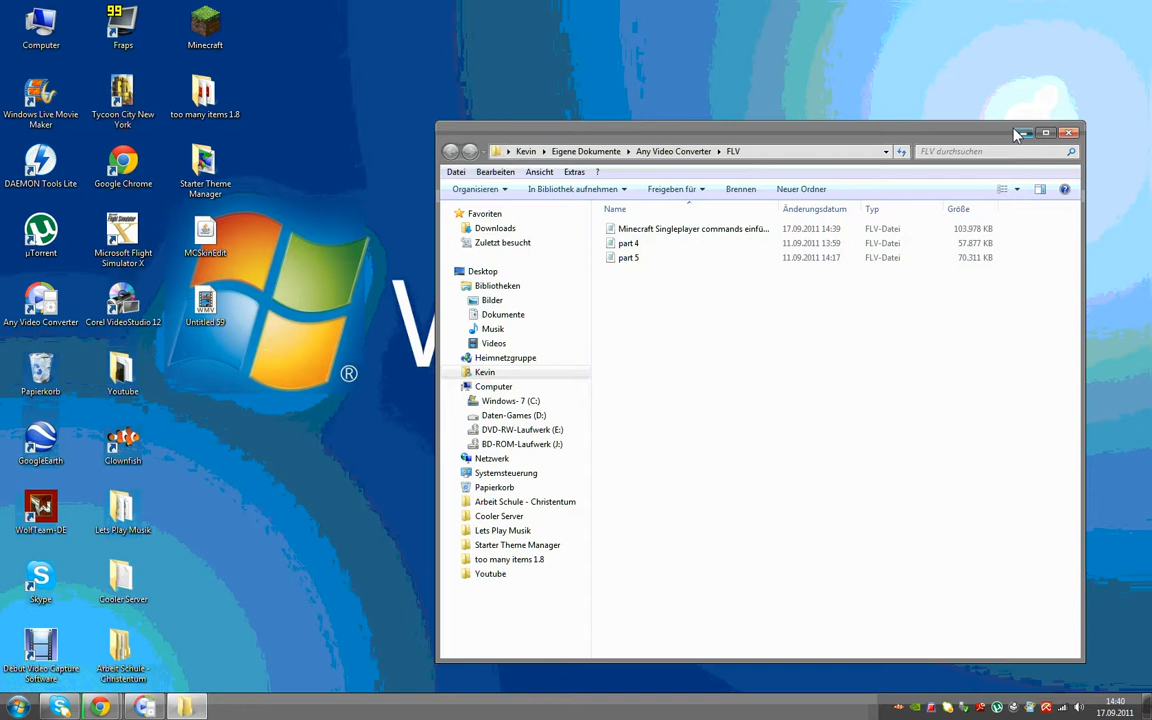 Computer
99
Fraps
Minecraft
Windows Live Movie
Maker
Tycoon City New
York
too many items 1.8
DAEMON Tools Lite
Google Chrome
Starter Theme
Manager
µTorrent
Microsoft Flight
Simulator X
MCSkinEdit
Any Video Converter
Corel VideoStudio 12
WMV
Untitled 59
Papierkorb
Youtube
GoogleEarth
Clownfish
WolfTeam-DE
Lets Play Musik
Skype
Cooler Server
Debut Video Capture
Software
Arbeit Schule -
Christentum
®
Kevin
Eigene Dokumente
Any Video Converter
FLV
FLV durchsuchen
Datei
Bearbeiten
Ansicht
Extras
?
Organisieren
In Bibliothek aufnehmen
Freigeben für
Brennen
Neuer Ordner
Favoriten
Downloads
Zuletzt besucht
Desktop
Bibliotheken
Bilder
Dokumente
Musik
Videos
Heimnetzgruppe
Kevin
Computer
Windows- 7 (C:)
Daten-Games (D:)
DVD-RW-Laufwerk (E:)
BD-ROM-Laufwerk (J:)
Netzwerk
Systemsteuerung
Papierkorb
Arbeit Schule - Christentum
Cooler Server
Lets Play Musik
Starter Theme Manager
too many items 1.8
Youtube
Name Änderungsdatum Typ Größe
Minecraft Singleplayer commands einfü... 17.09.2011 14:39 FLV-Datei 103.978 KB
part 4 11.09.2011 13:59 FLV-Datei 57.877 KB
part 5 11.09.2011 14:17 FLV-Datei 70.311 KB
14:40
17.09.2011